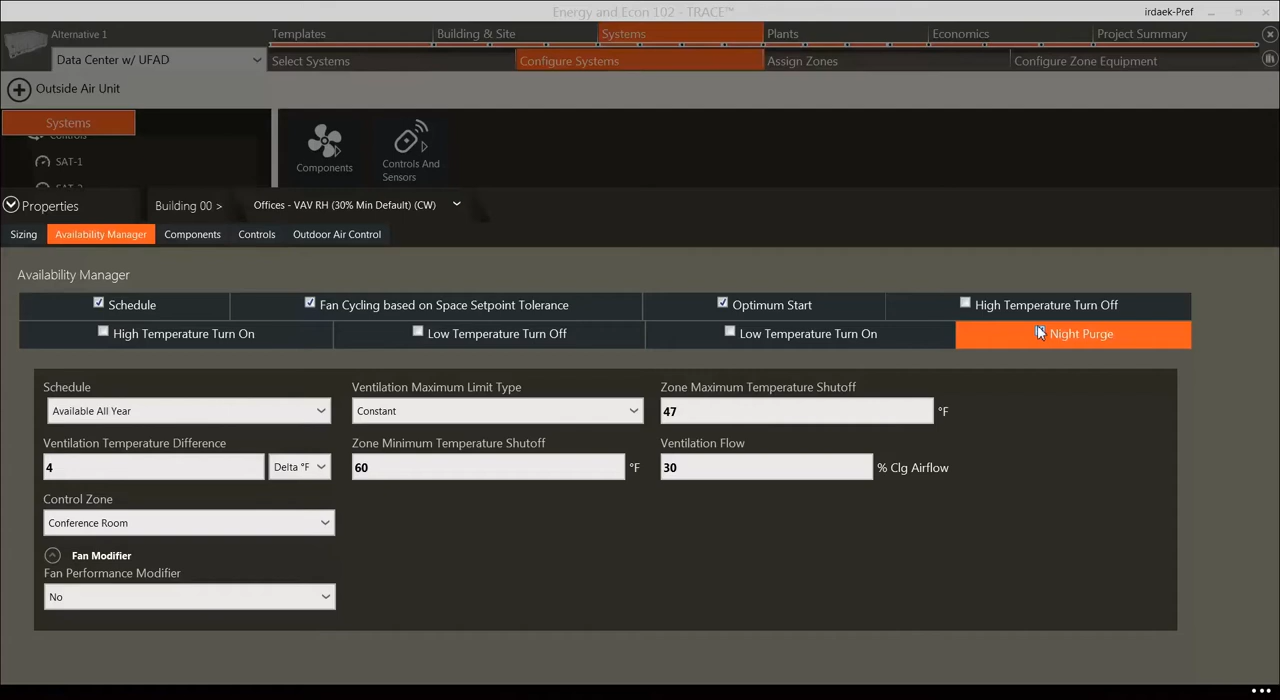 Energy and Econ 102 - TRACE™
irdaek-Pref
Alternative 1
Templates
Building & Site
Systems
Plants
Economics
Project Summary
Data Center w/ UFAD
Select Systems
Configure Systems
Assign Zones
Configure Zone Equipment
Outside Air Unit
Systems
Controls
SAT-1
SAT-2
Components
Controls And
Sensors
Properties
Building 00 >
Offices - VAV RH (30% Min Default) (CW)
Sizing
Availability Manager
Components
Controls
Outdoor Air Control
Availability Manager
Schedule
Fan Cycling based on Space Setpoint Tolerance
Optimum Start
High Temperature Turn Off
High Temperature Turn On
Low Temperature Turn Off
Low Temperature Turn On
Night Purge
Schedule
Ventilation Maximum Limit Type
Zone Maximum Temperature Shutoff
Available All Year
Constant
47
°F
Ventilation Temperature Difference
Zone Minimum Temperature Shutoff
Ventilation Flow
4
Delta °F
60
°F
30
% Clg Airflow
Control Zone
Conference Room
Fan Modifier
Fan Performance Modifier
No